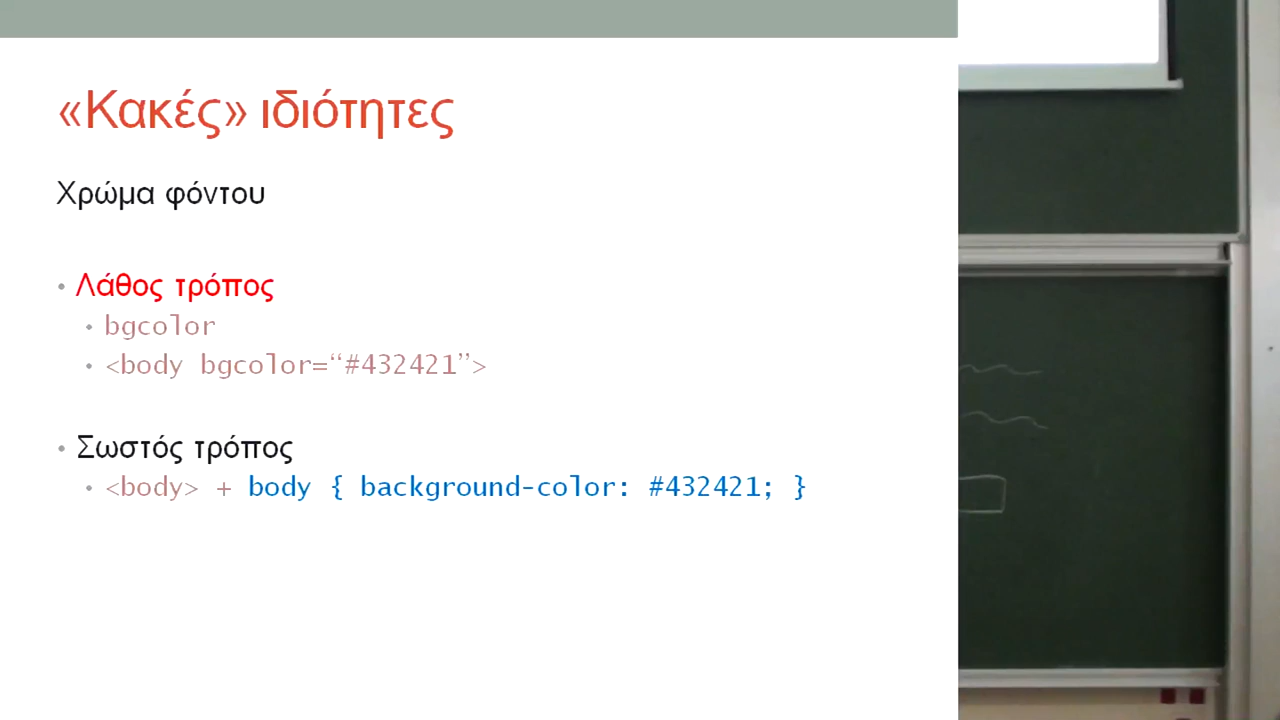 «Κακές» ιδιότητες
Χρώμα φόντου
• Λάθος τρόπος
• bgcolor
• <body bgcolor=“#432421”>
• Σωστός τρόπος
• <body> + body { background-color: #432421; }